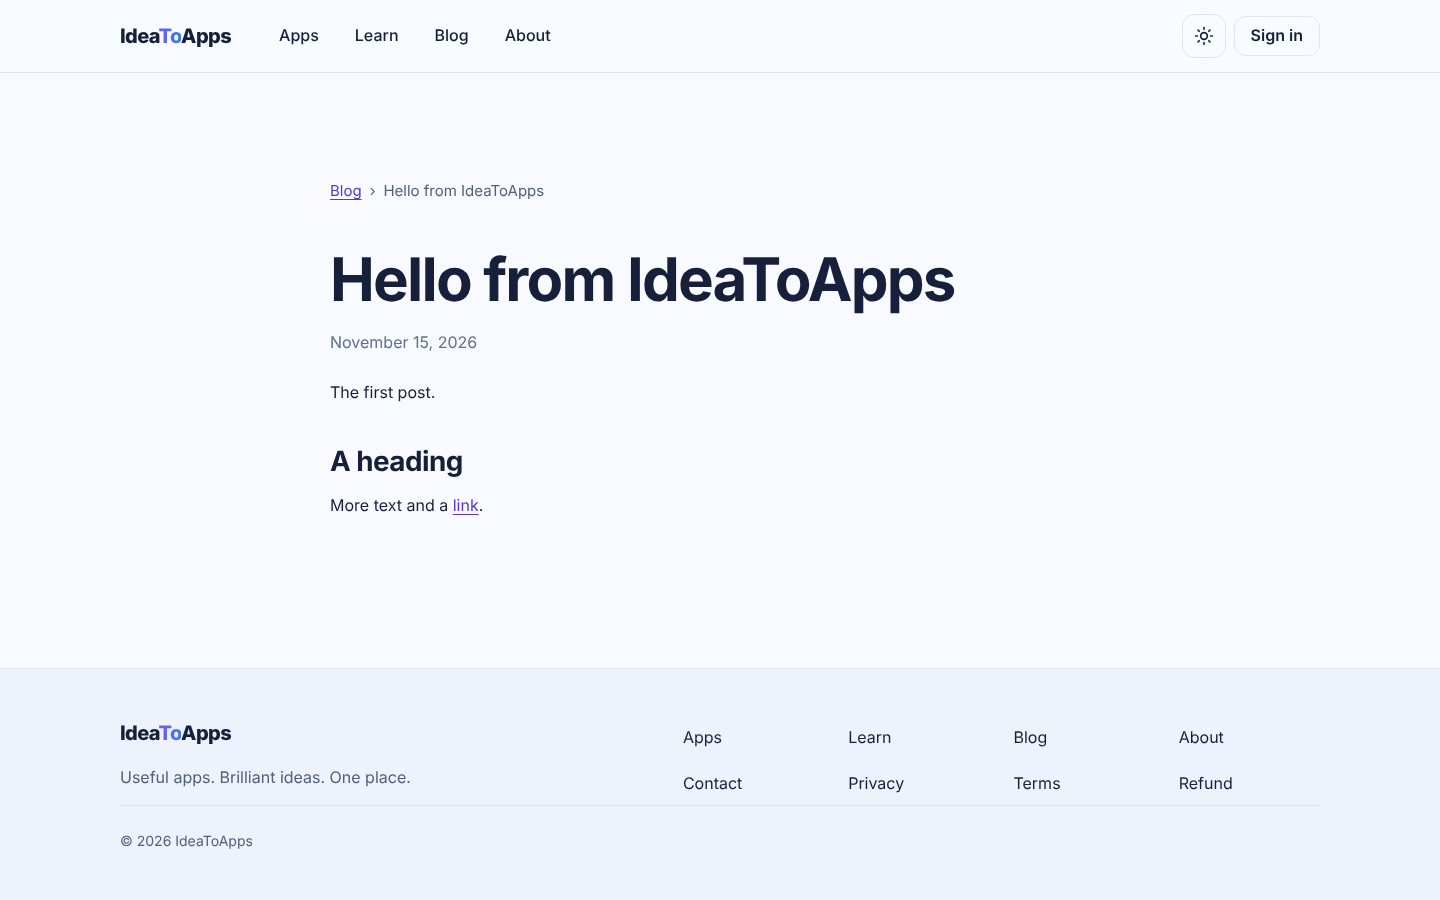 IdeaToApps Apps Learn Blog About Sign in
Blog › Hello from IdeaToApps
Hello from IdeaToApps
November 15, 2026
The first post.
A heading
More text and a link.
IdeaToApps
Useful apps. Brilliant ideas. One place.
Apps Learn Blog About
Contact Privacy Terms Refund
© 2026 IdeaToApps